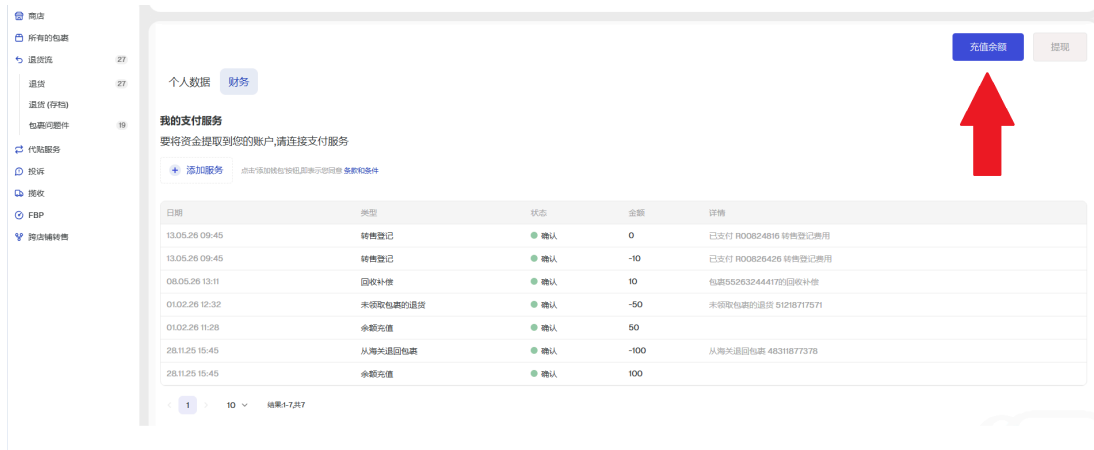 商店
所有的包裹
退货流 27
退货 27
退货 (存档)
包裹问题件 19
代贴服务
投诉
揽收
FBP
跨店铺转售
充值余额 提现
个人数据 财务
我的支付服务
要将资金提取到您的账户,请连接支付服务
+ 添加服务 点击'添加钱包'按钮,即表示您同意 条款和条件
日期 类型 状态 金额 详情
13.05.26 09:45 转售登记 确认 0 已支付 R00824816 转售登记费用
13.05.26 09:45 转售登记 确认 -10 已支付 R00826426 转售登记费用
08.05.26 13:11 回收补偿 确认 10 包裹55263244417的回收补偿
01.02.26 12:32 未领取包裹的退货 确认 -50 未领取包裹的退货 51218717571
01.02.26 11:28 余额充值 确认 50
28.11.25 15:45 从海关退回包裹 确认 -100 从海关退回包裹 48311877378
28.11.25 15:45 余额充值 确认 100
1 10 结果:1-7,共7